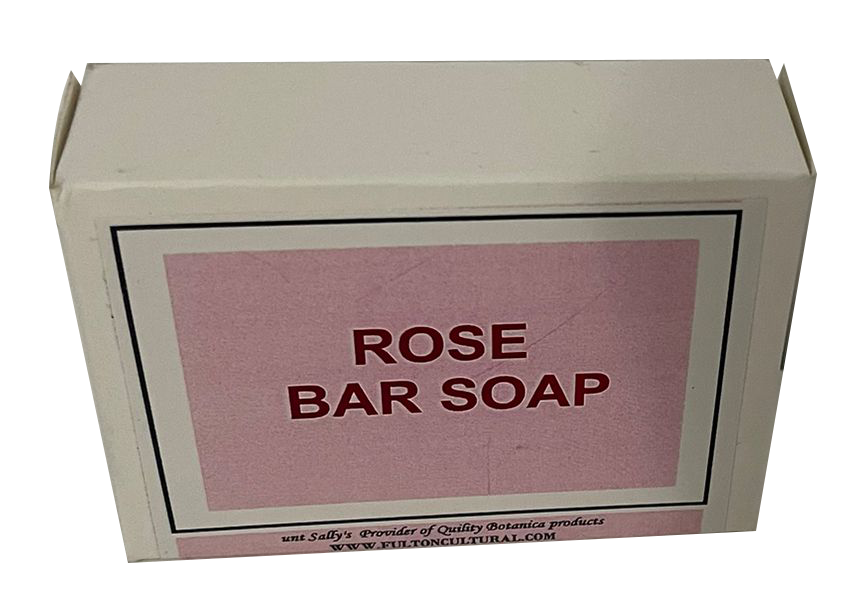 ROSE
BAR SOAP
unt Sally's Provider of Quility Botanica products
WWW.FULTONCULTURAL.COM